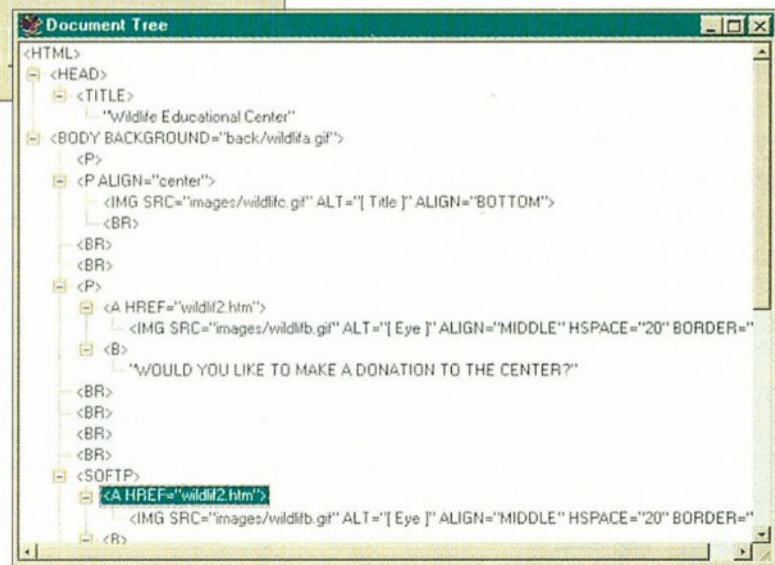 Document Tree
<HTML>
<HEAD>
<TITLE>
"Wildlife Educational Center"
<BODY BACKGROUND="back/wildlifa.gif">
<P>
<P ALIGN="center">
<IMG SRC="images/wildlifc.gif" ALT="[ Title ]" ALIGN="BOTTOM">
<BR>
<BR>
<BR>
<P>
<A HREF="wildlif2.htm">
<IMG SRC="images/wildlifb.gif" ALT="[ Eye ]" ALIGN="MIDDLE" HSPACE="20" BORDER="
<B>
"WOULD YOU LIKE TO MAKE A DONATION TO THE CENTER?"
<BR>
<BR>
<BR>
<BR>
<SOFTP>
<A HREF="wildlif2.htm">
<IMG SRC="images/wildlifb.gif" ALT="[ Eye ]" ALIGN="MIDDLE" HSPACE="20" BORDER="
<B>